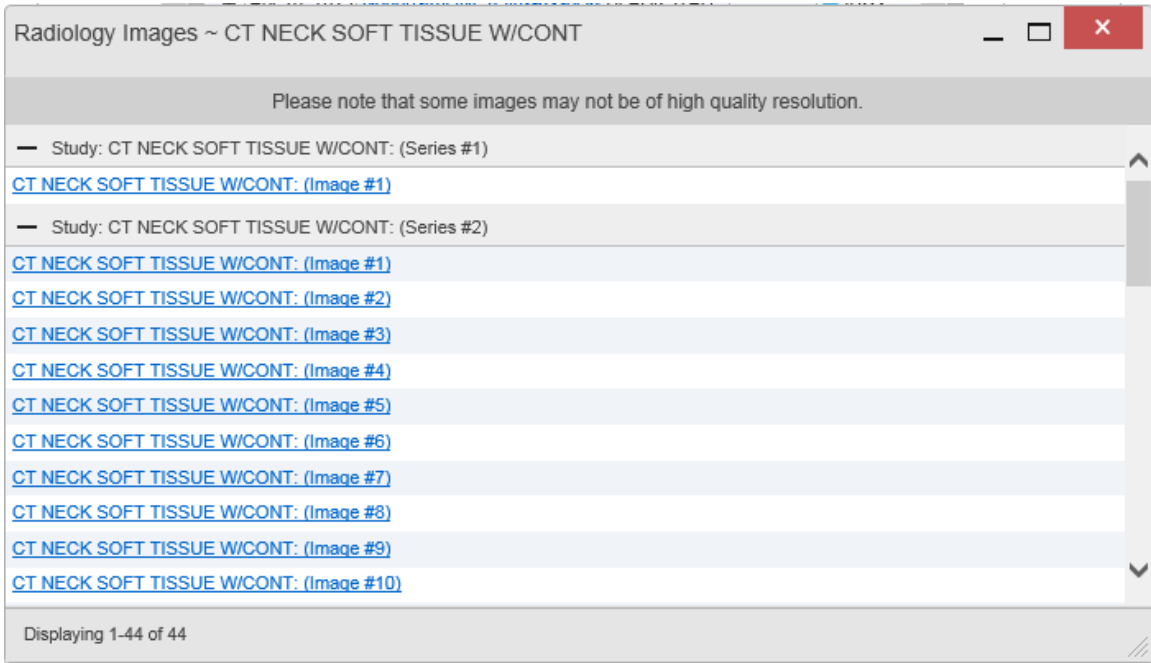 Radiology Images ~ CT NECK SOFT TISSUE W/CONT
Please note that some images may not be of high quality resolution.
Study: CT NECK SOFT TISSUE W/CONT: (Series #1)
CT NECK SOFT TISSUE W/CONT: (Image #1)
Study: CT NECK SOFT TISSUE W/CONT: (Series #2)
CT NECK SOFT TISSUE W/CONT: (Image #1)
CT NECK SOFT TISSUE W/CONT: (Image #2)
CT NECK SOFT TISSUE W/CONT: (Image #3)
CT NECK SOFT TISSUE W/CONT: (Image #4)
CT NECK SOFT TISSUE W/CONT: (Image #5)
CT NECK SOFT TISSUE W/CONT: (Image #6)
CT NECK SOFT TISSUE W/CONT: (Image #7)
CT NECK SOFT TISSUE W/CONT: (Image #8)
CT NECK SOFT TISSUE W/CONT: (Image #9)
CT NECK SOFT TISSUE W/CONT: (Image #10)
Displaying 1-44 of 44